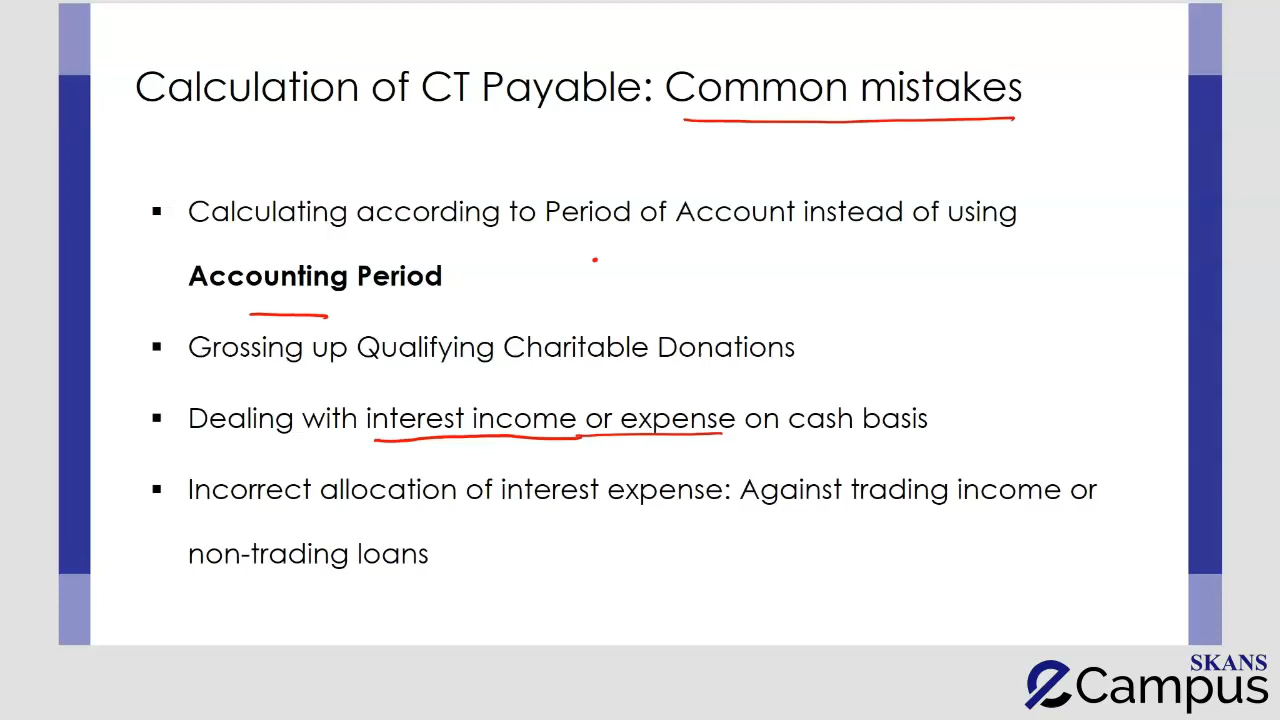 Calculation of CT Payable: Common mistakes
▪ Calculating according to Period of Account instead of using
Accounting Period
▪ Grossing up Qualifying Charitable Donations
▪ Dealing with interest income or expense on cash basis
▪ Incorrect allocation of interest expense: Against trading income or
non-trading loans
SKANS
eCampus